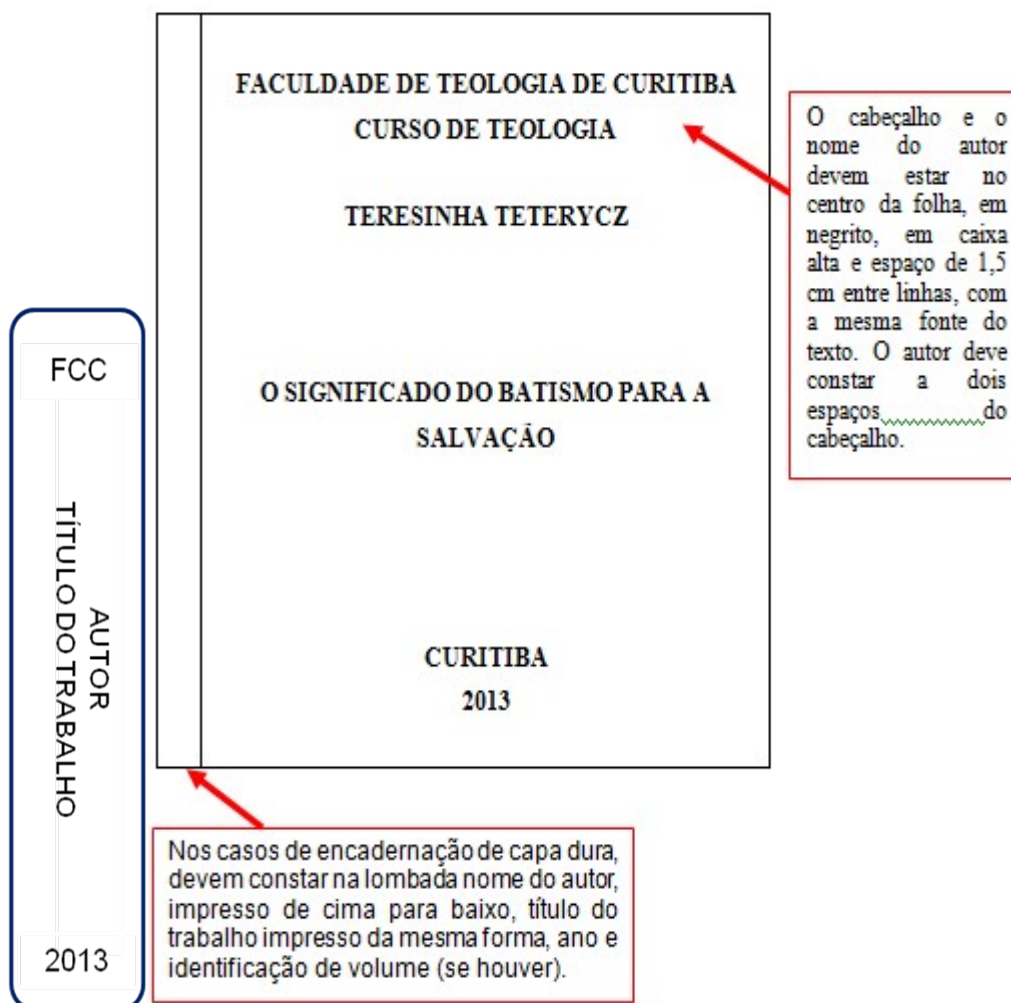 FACULDADE DE TEOLOGIA DE CURITIBA
CURSO DE TEOLOGIA
TERESINHA TETERYCZ
O SIGNIFICADO DO BATISMO PARA A
SALVAÇÃO
CURITIBA
2013
O cabeçalho e o
nome do autor
devem estar no
centro da folha, em
negrito, em caixa
alta e espaço de 1,5
cm entre linhas, com
a mesma fonte do
texto. O autor deve
constar a dois
espaços do
cabeçalho.
FCC
AUTOR
TÍTULO DO TRABALHO
2013
Nos casos de encadernação de capa dura,
devem constar na lombada nome do autor,
impresso de cima para baixo, título do
trabalho impresso da mesma forma, ano e
identificação de volume (se houver).